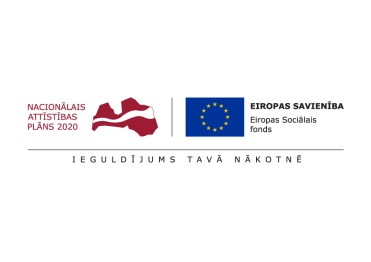 NACIONĀLAIS
ATTĪSTĪBAS
PLĀNS 2020
EIROPAS SAVIENĪBA
Eiropas Sociālais
fonds
IEGULDĪJUMS TAVĀ NĀKOTNĒ